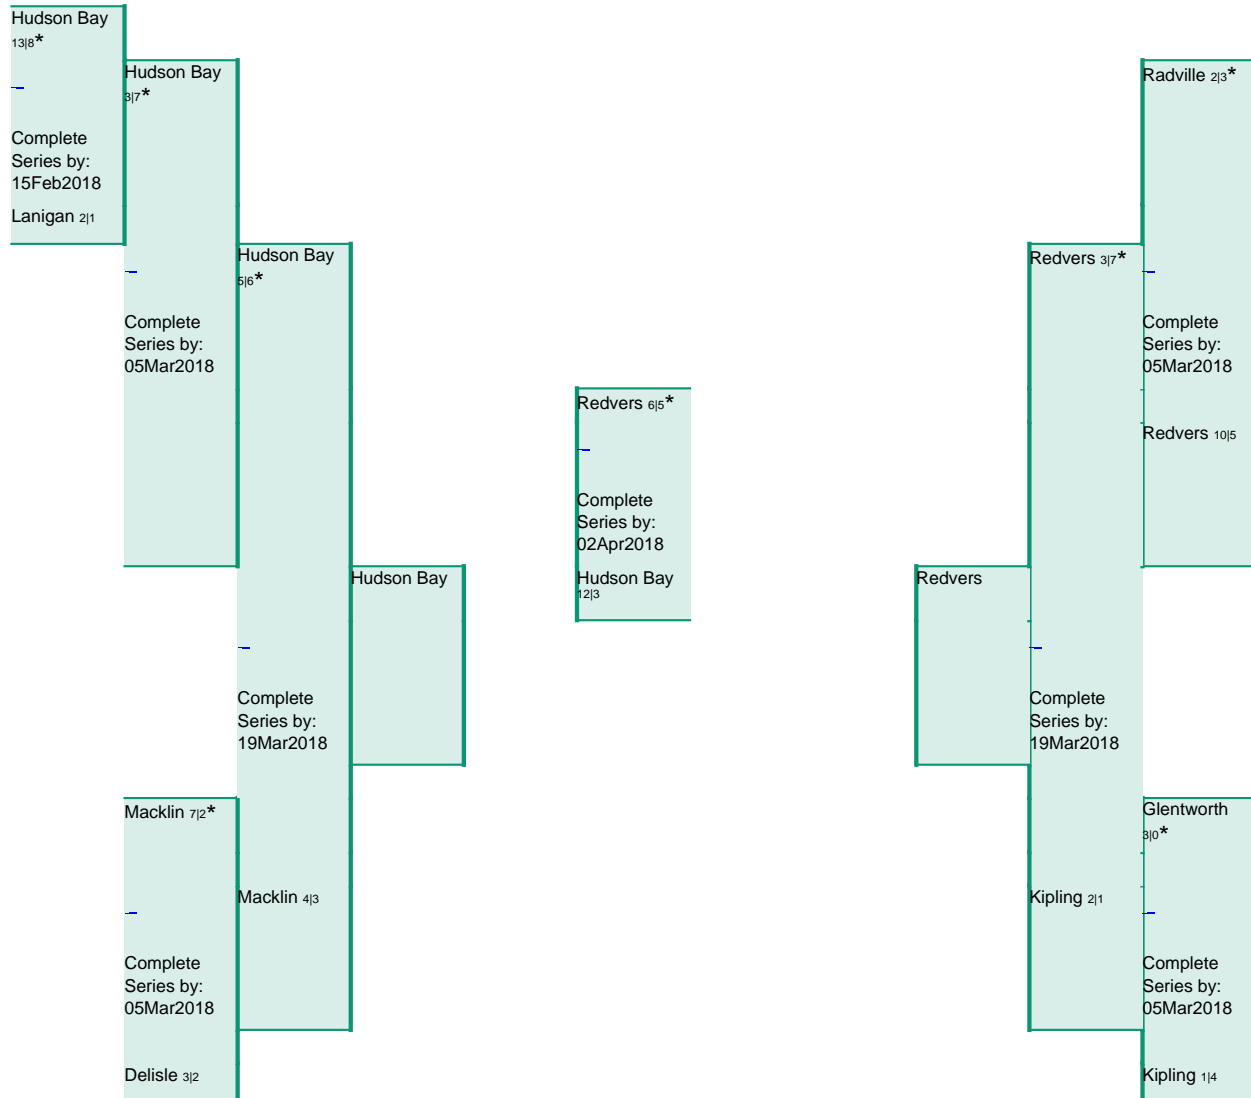 Hudson Bay
13|8*
Complete
Series by:
15Feb2018
Lanigan 2|1
Hudson Bay
3|7*
Complete
Series by:
05Mar2018
Hudson Bay
5|6*
Complete
Series by:
19Mar2018
Macklin 4|3
Macklin 7|2*
Complete
Series by:
05Mar2018
Delisle 3|2
Hudson Bay
Redvers 6|5*
Complete
Series by:
02Apr2018
Hudson Bay
12|3
Redvers
Redvers 3|7*
Complete
Series by:
19Mar2018
Kipling 2|1
Radville 2|3*
Complete
Series by:
05Mar2018
Redvers 10|5
Glentworth
3|0*
Complete
Series by:
05Mar2018
Kipling 1|4